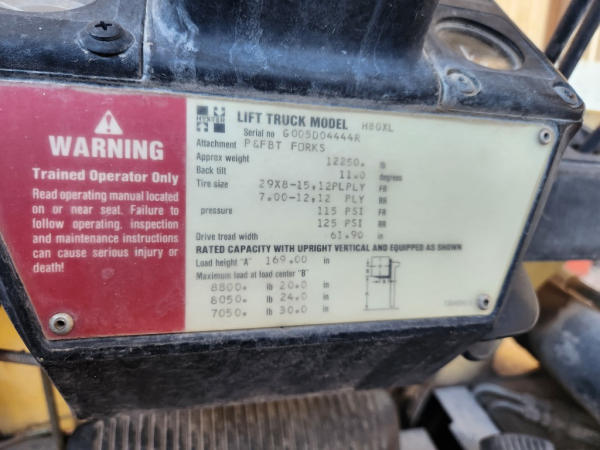 WARNING
Trained Operator Only
Read operating manual located
on or near seat. Failure to
follow operating, inspection
and maintenance instructions
can cause serious injury or
death!
HYSTER
LIFT TRUCK MODEL H80XL
Serial no G005D04444R
Attachment P&FBT FORKS
Approx weight 12250. lb
Back tilt 11.0 degrees
Tire size 29X8-15,12PLPLY FR
7.00-12,12 PLY RR
pressure 115 PSI FR
125 PSI RR
Drive tread width 61.90 in
RATED CAPACITY WITH UPRIGHT VERTICAL AND EQUIPPED AS SHOWN
Load height "A" 169.00 in
Maximum load at load center "B"
8800. lb 20.0 in
8050. lb 24.0 in
7050. lb 30.0 in